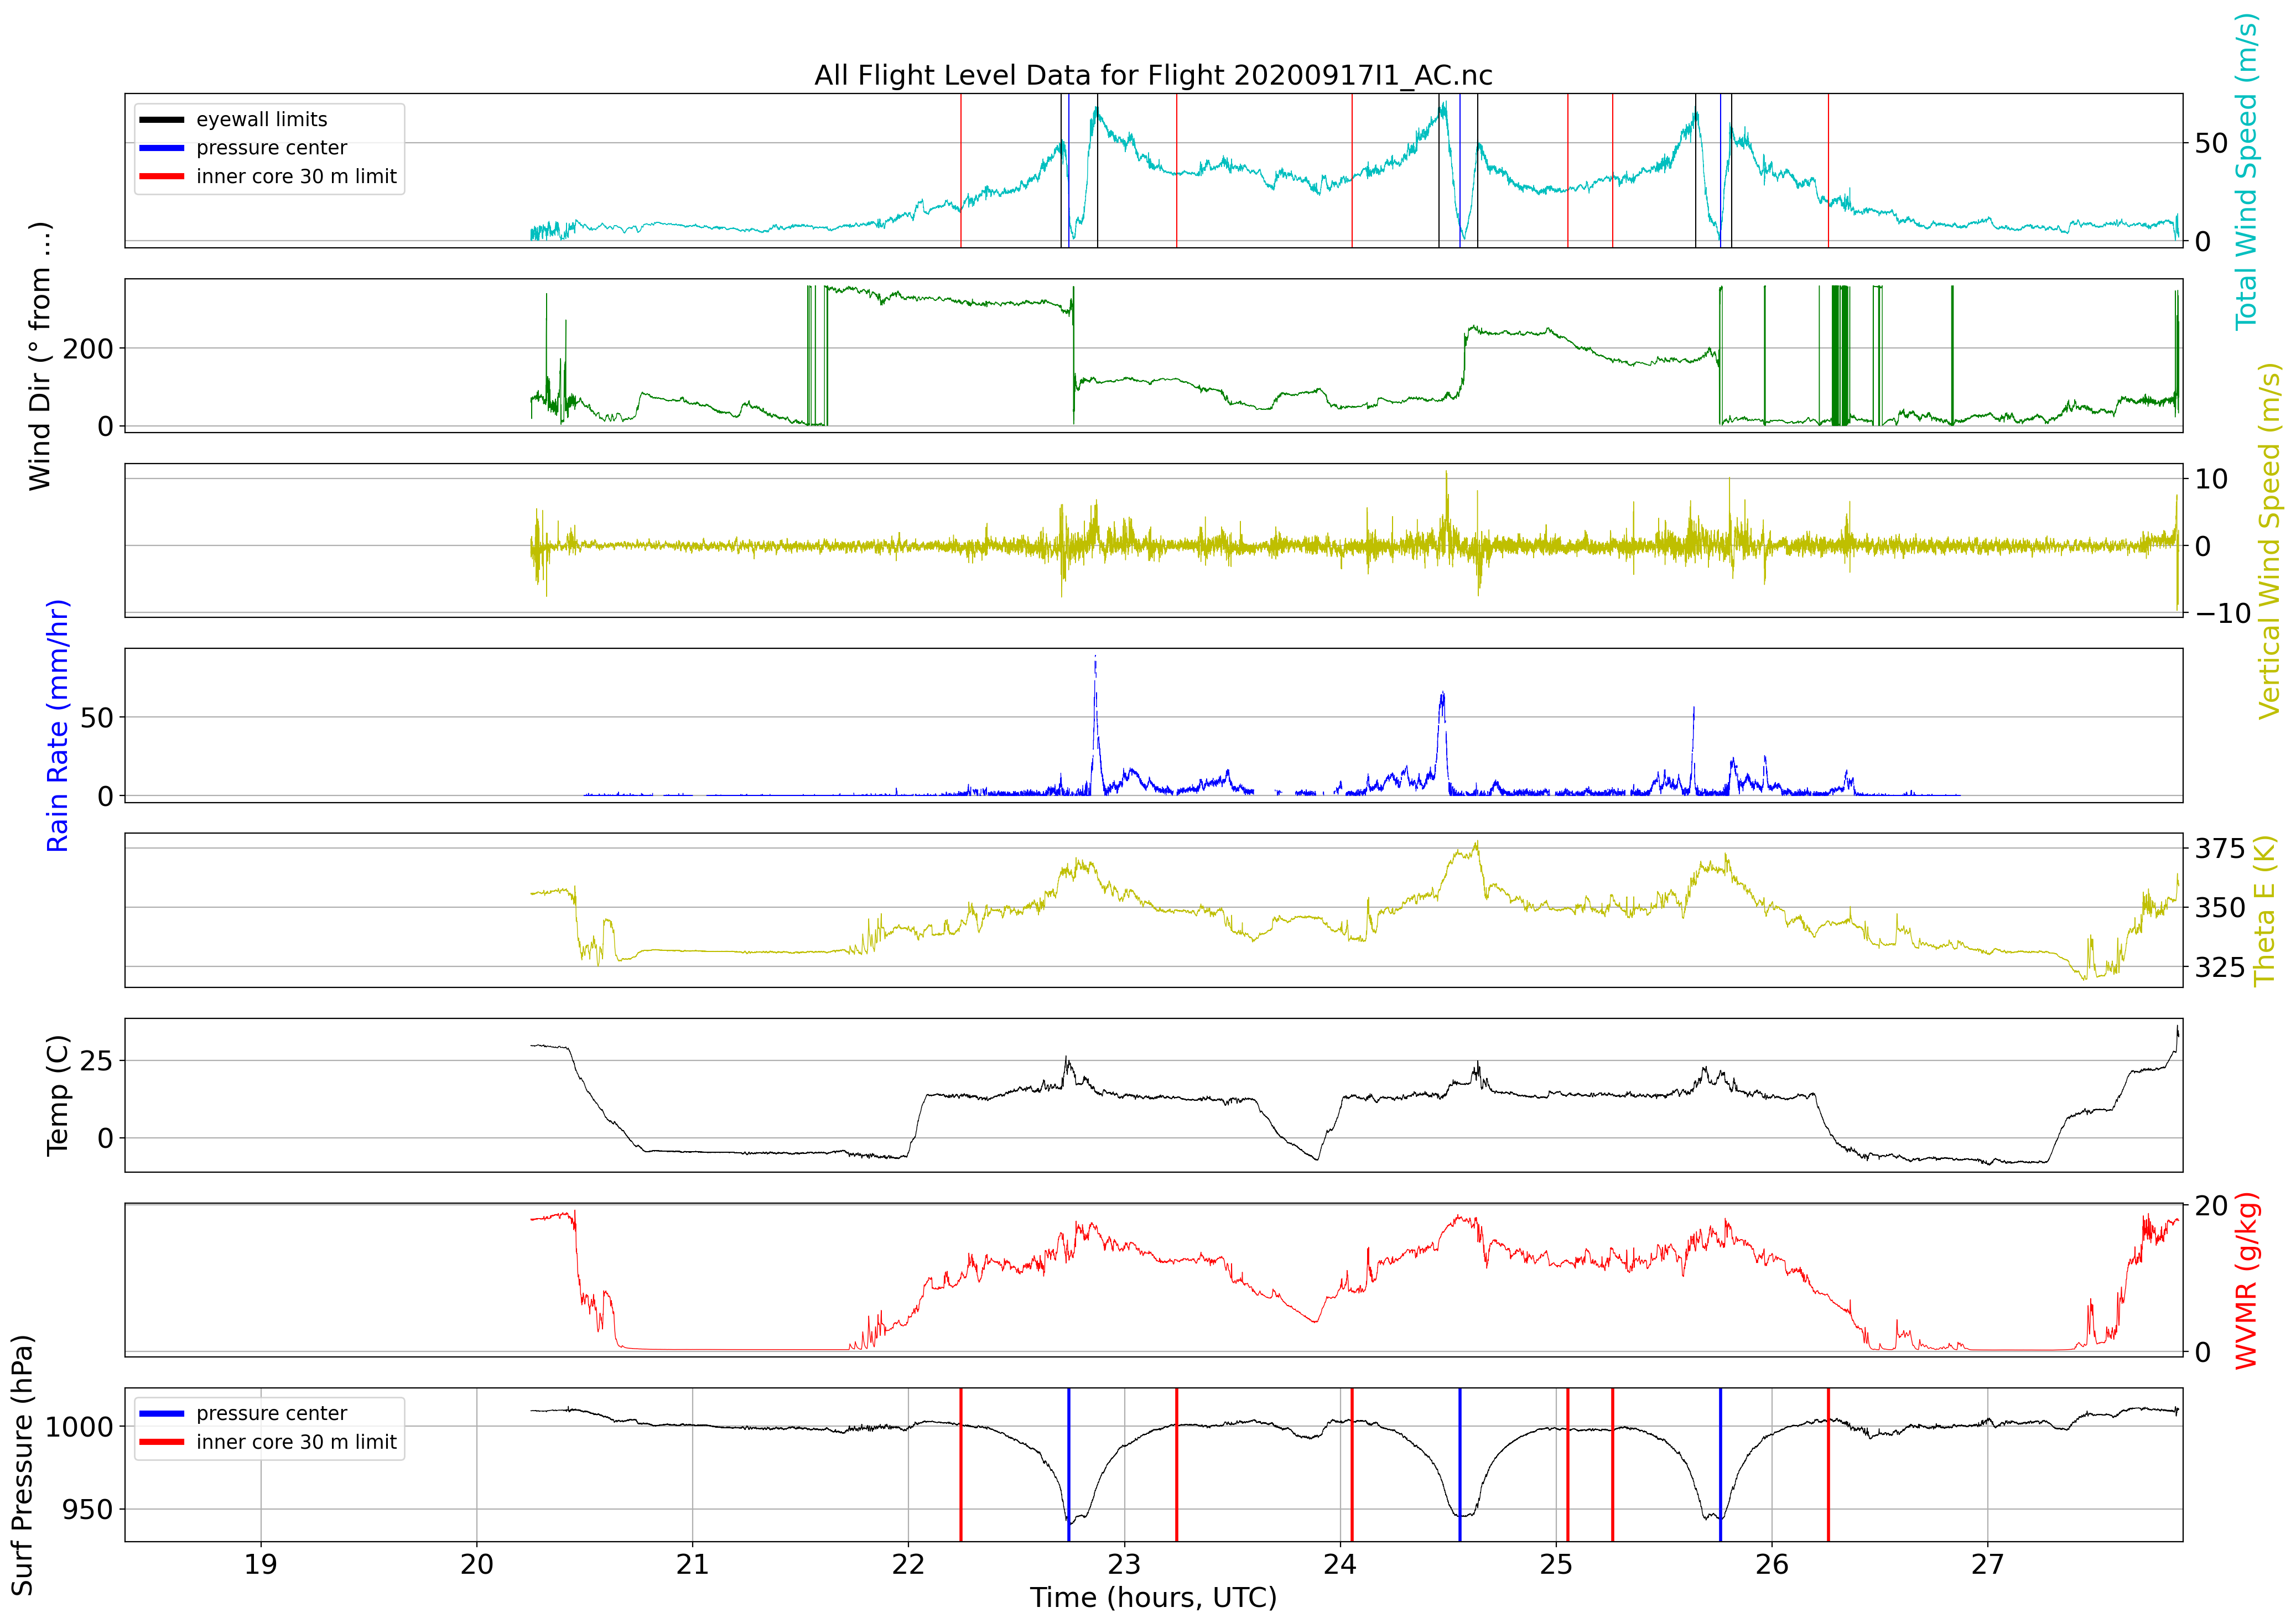 All Flight Level Data for Flight 20200917I1_AC.nc
eyewall limits
pressure center
inner core 30 m limit
50
0
Total Wind Speed (m/s)
Wind Dir (° from ...)
200
0
10
0
−10
Vertical Wind Speed (m/s)
Rain Rate (mm/hr)
50
0
375
350
325
Theta E (K)
Temp (C)
25
0
20
0
WVMR (g/kg)
Surf Pressure (hPa)
1000
950
pressure center
inner core 30 m limit
19 20 21 22 23 24 25 26 27
Time (hours, UTC)